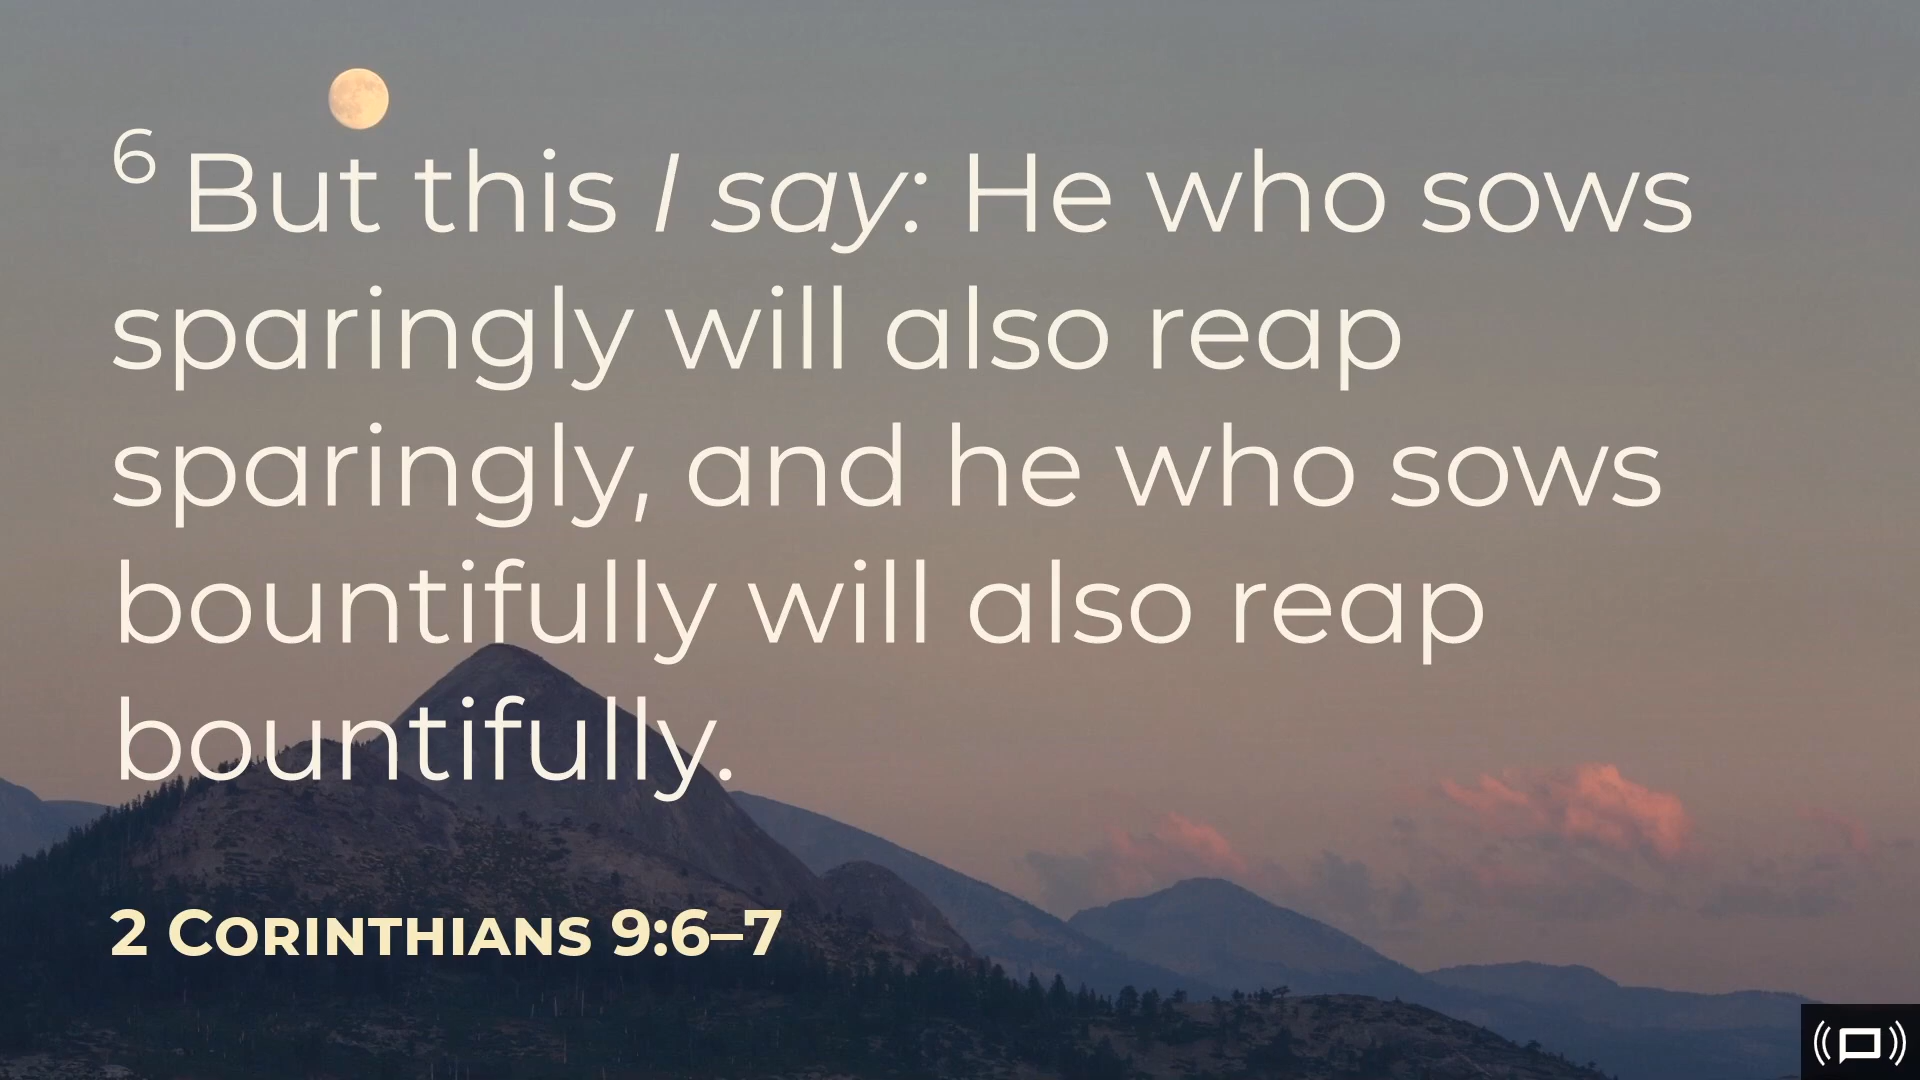 6 But this I say: He who sows
sparingly will also reap
sparingly, and he who sows
bountifully will also reap
bountifully.
2 Corinthians 9:6–7